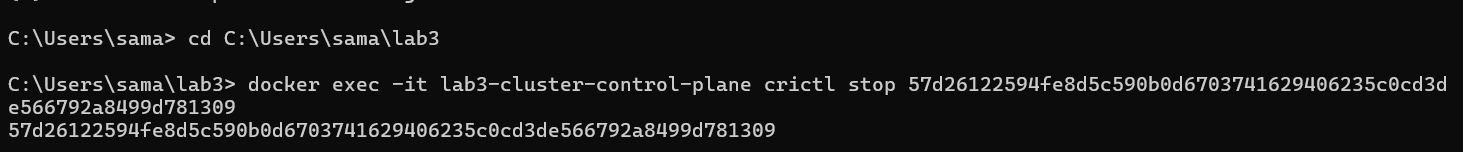 C:\Users\sama> cd C:\Users\sama\lab3
C:\Users\sama\lab3> docker exec -it lab3-cluster-control-plane crictl stop 57d26122594fe8d5c590b0d6703741629406235c0cd3d
e566792a8499d781309
57d26122594fe8d5c590b0d6703741629406235c0cd3de566792a8499d781309